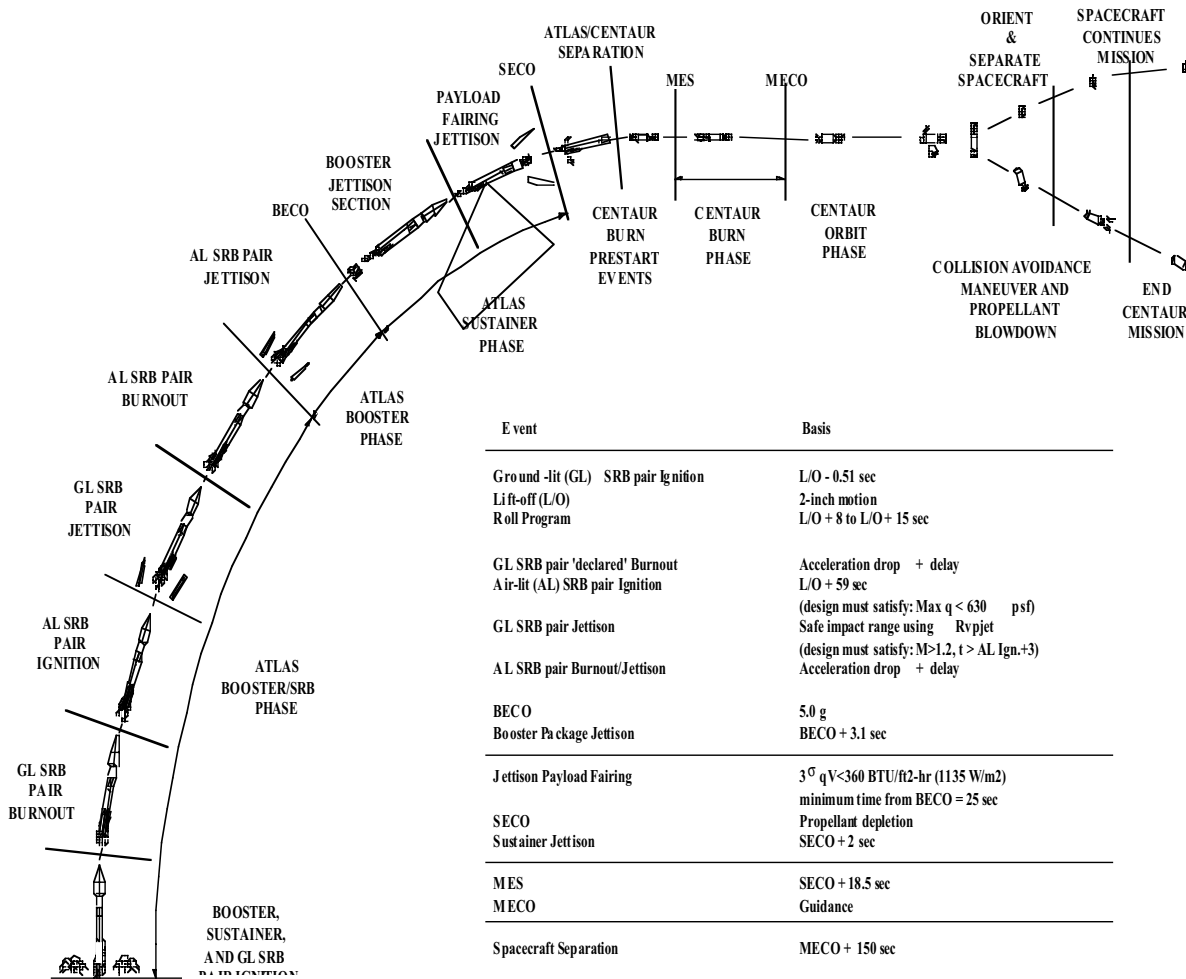 ORIENT
&
SEPARATE
SPACECRAFT
SPACECRAFT
CONTINUES
MISSION
ATLAS/CENTAUR
SEPARATION
SECO
MES
MECO
PAYLOAD
FAIRING
JETTISON
BOOSTER
JETTISON
SECTION
BECO
CENTAUR
BURN
PRESTART
EVENTS
CENTAUR
BURN
PHASE
CENTAUR
ORBIT
PHASE
AL SRB PAIR
JETTISON
COLLISION AVOIDANCE
MANEUVER AND
PROPELLANT
BLOWDOWN
END
CENTAUR
MISSION
ATLAS
SUSTAINER
PHASE
AL SRB PAIR
BURNOUT
ATLAS
BOOSTER
PHASE
GL SRB
PAIR
JETTISON
AL SRB
PAIR
IGNITION
ATLAS
BOOSTER/SRB
PHASE
GL SRB
PAIR
BURNOUT
BOOSTER,
SUSTAINER,
AND GL SRB
PAIR IGNITION
Event Basis
Ground -lit (GL) SRB pair Ignition L/O - 0.51 sec
Lift-off (L/O) 2-inch motion
Roll Program L/O + 8 to L/O + 15 sec
GL SRB pair 'declared' Burnout Acceleration drop + delay
Air-lit (AL) SRB pair Ignition L/O + 59 sec
(design must satisfy: Max q < 630 psf)
GL SRB pair Jettison Safe impact range using Rvpjet
(design must satisfy: M>1.2, t > AL Ign.+3)
AL SRB pair Burnout/Jettison Acceleration drop + delay
BECO 5.0 g
Booster Package Jettison BECO + 3.1 sec
Jettison Payload Fairing 3σ qV<360 BTU/ft2-hr (1135 W/m2)
minimum time from BECO = 25 sec
SECO Propellant depletion
Sustainer Jettison SECO + 2 sec
MES SECO + 18.5 sec
MECO Guidance
Spacecraft Separation MECO + 150 sec